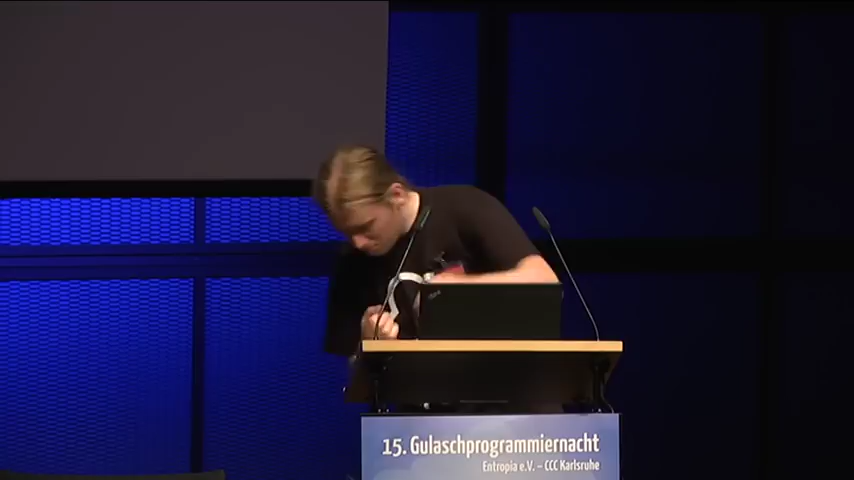 15. Gulaschprogrammiernacht
Entropia e.V. – CCC Karlsruhe